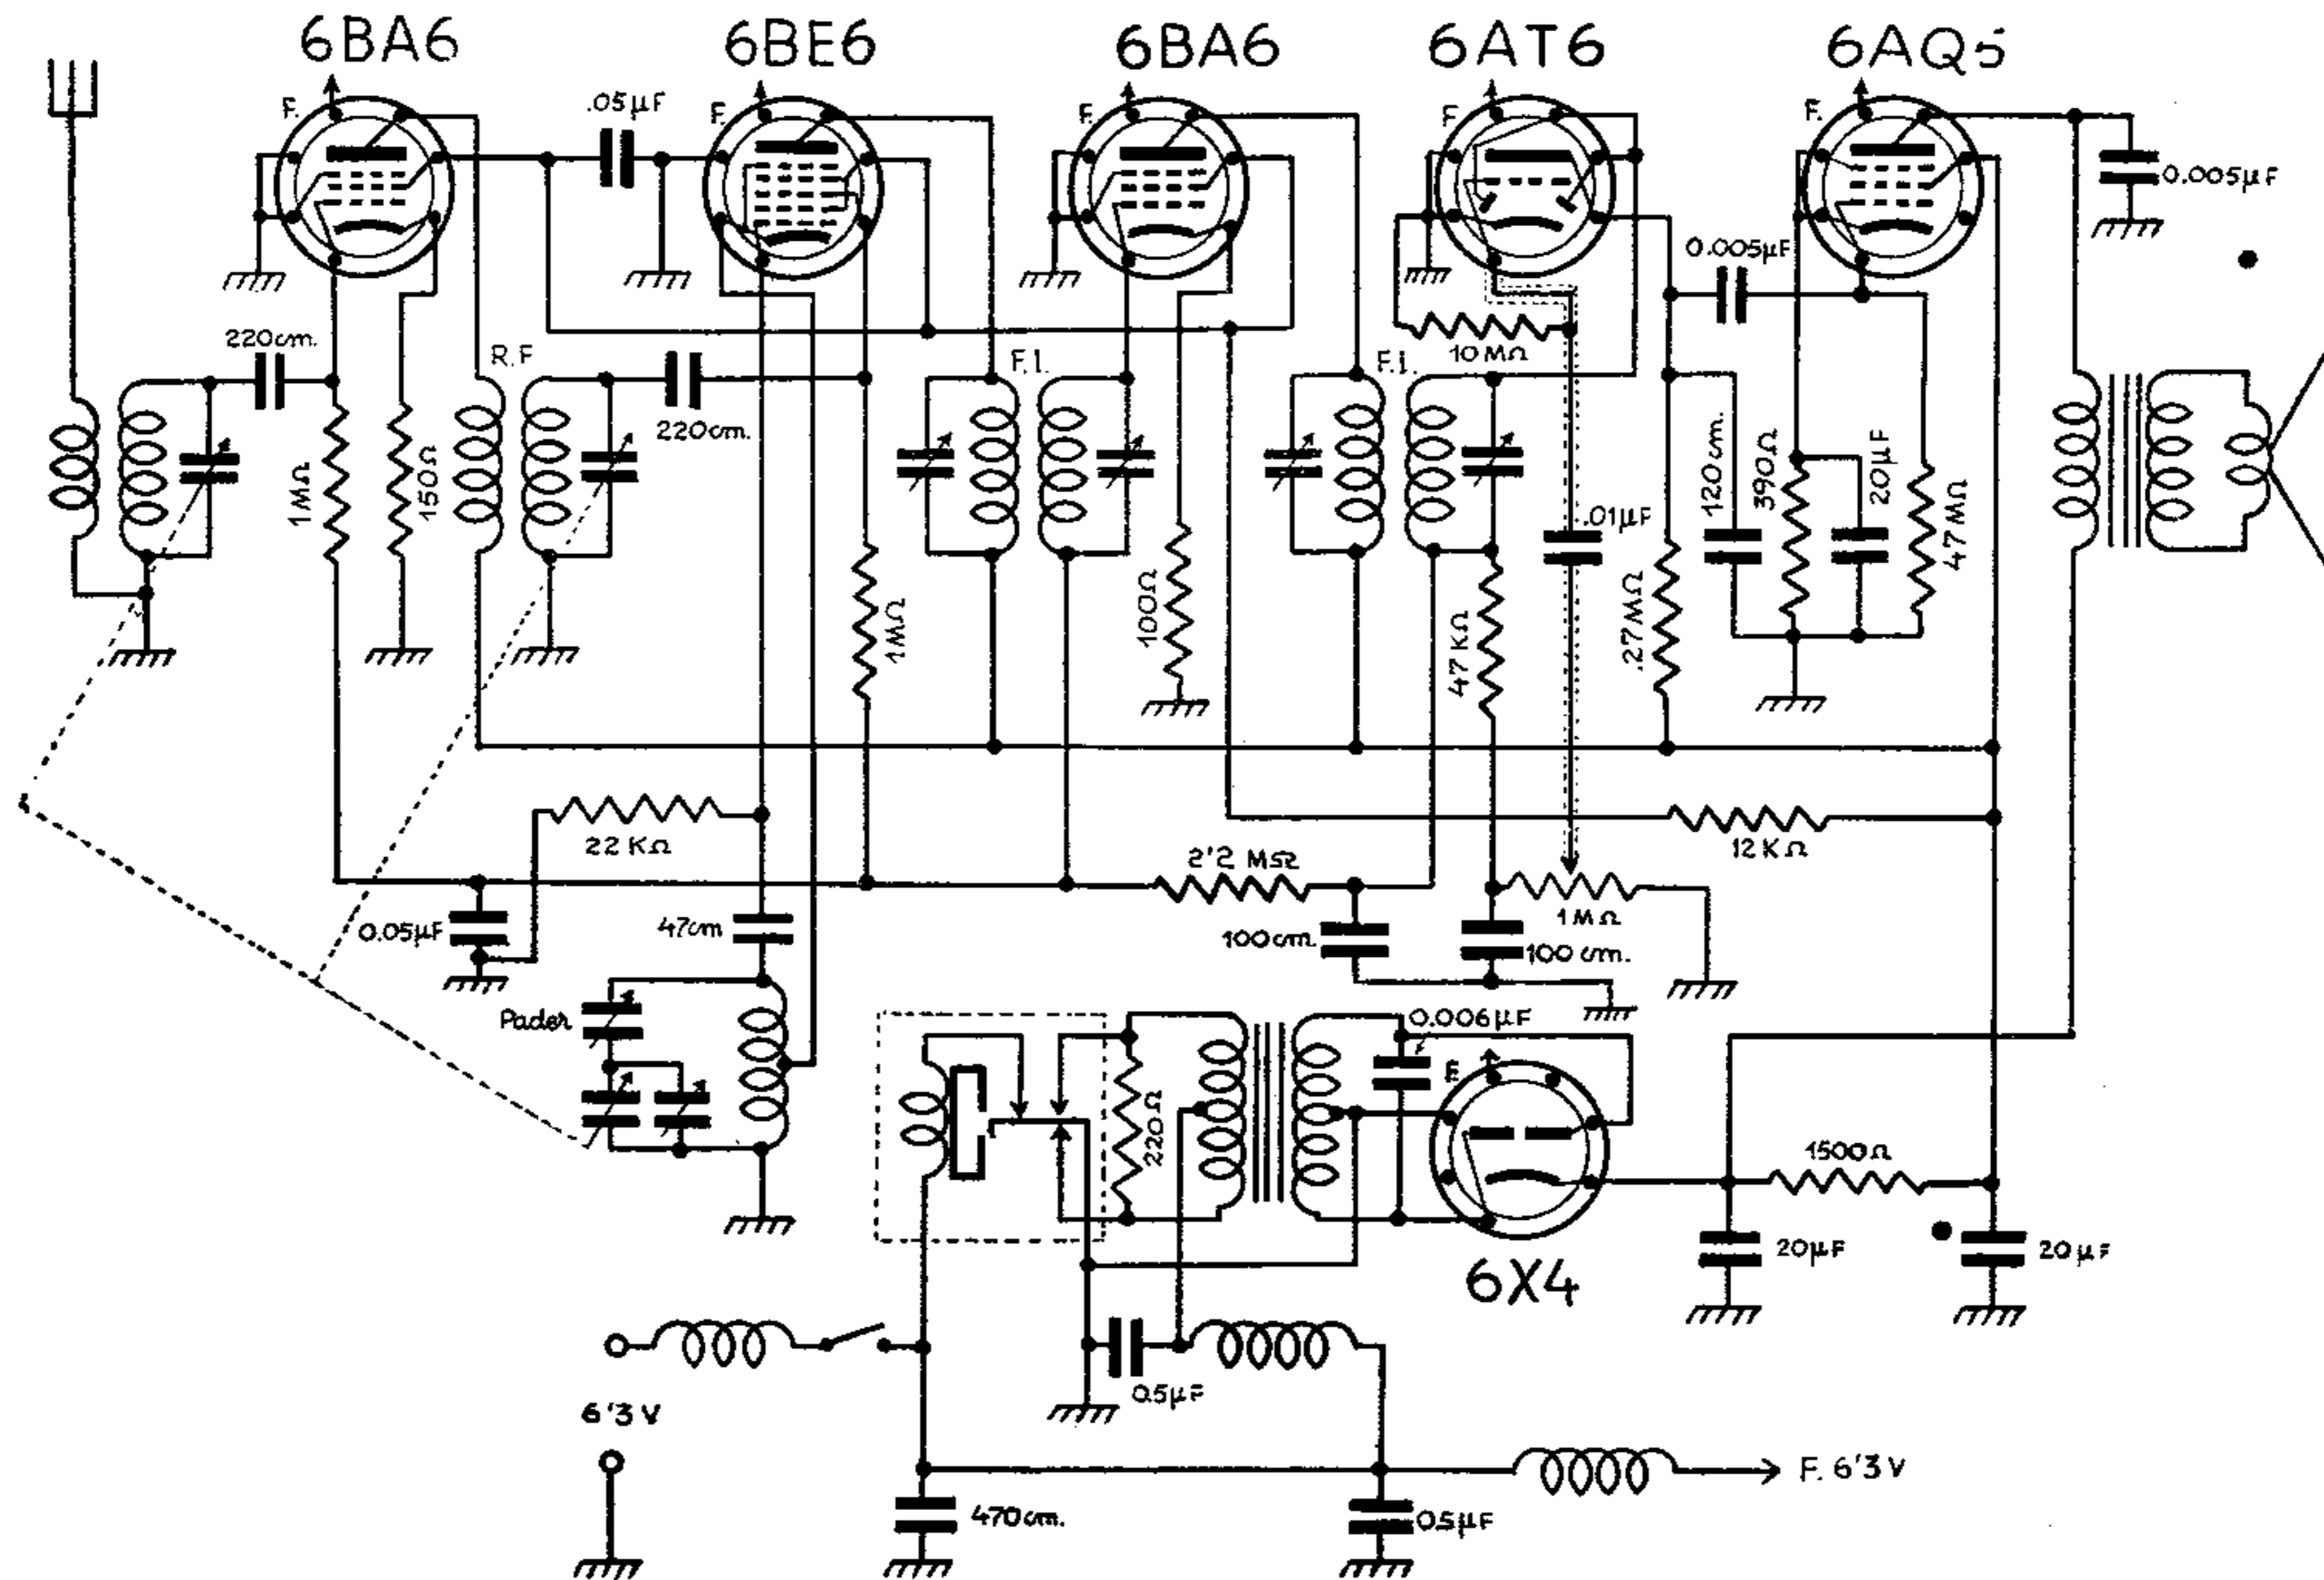 6BA6
6BE6
6BA6
6AT6
6AQ5
F.
.05µF
F.
F.
F
F.
0.005µF
0.005µF
220cm.
R.F
F.I.
10MΩ
F.I.
220cm.
1MΩ
150Ω
1MΩ
100Ω
47KΩ
.01µF
.27MΩ
120cm.
390Ω
20µF
47MΩ
22KΩ
2'2 MΩ
12KΩ
0.05µF
47cm
100cm.
100cm.
1MΩ
Pader
0.006µF
F
220Ω
1500Ω
20µF
20µF
6X4
0.5µF
6'3 V
F. 6'3 V
470cm.
0.5µF